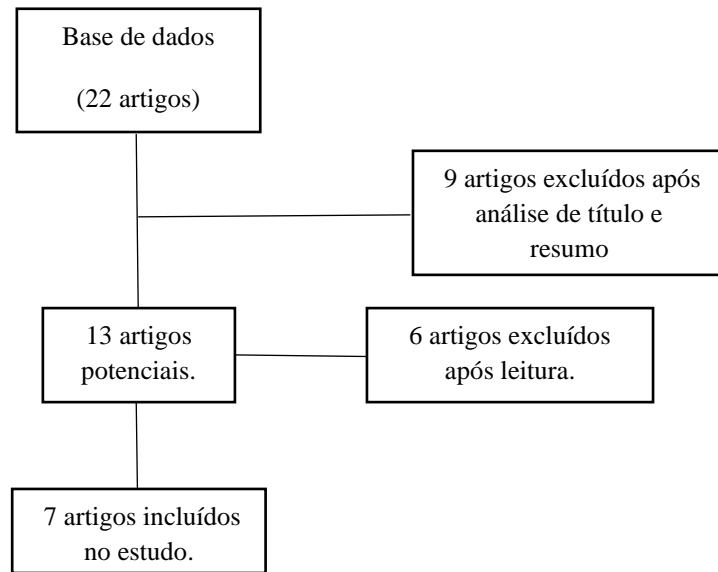 Base de dados
(22 artigos)
9 artigos excluídos após
análise de título e
resumo
13 artigos
potenciais.
6 artigos excluídos
após leitura.
7 artigos incluídos
no estudo.